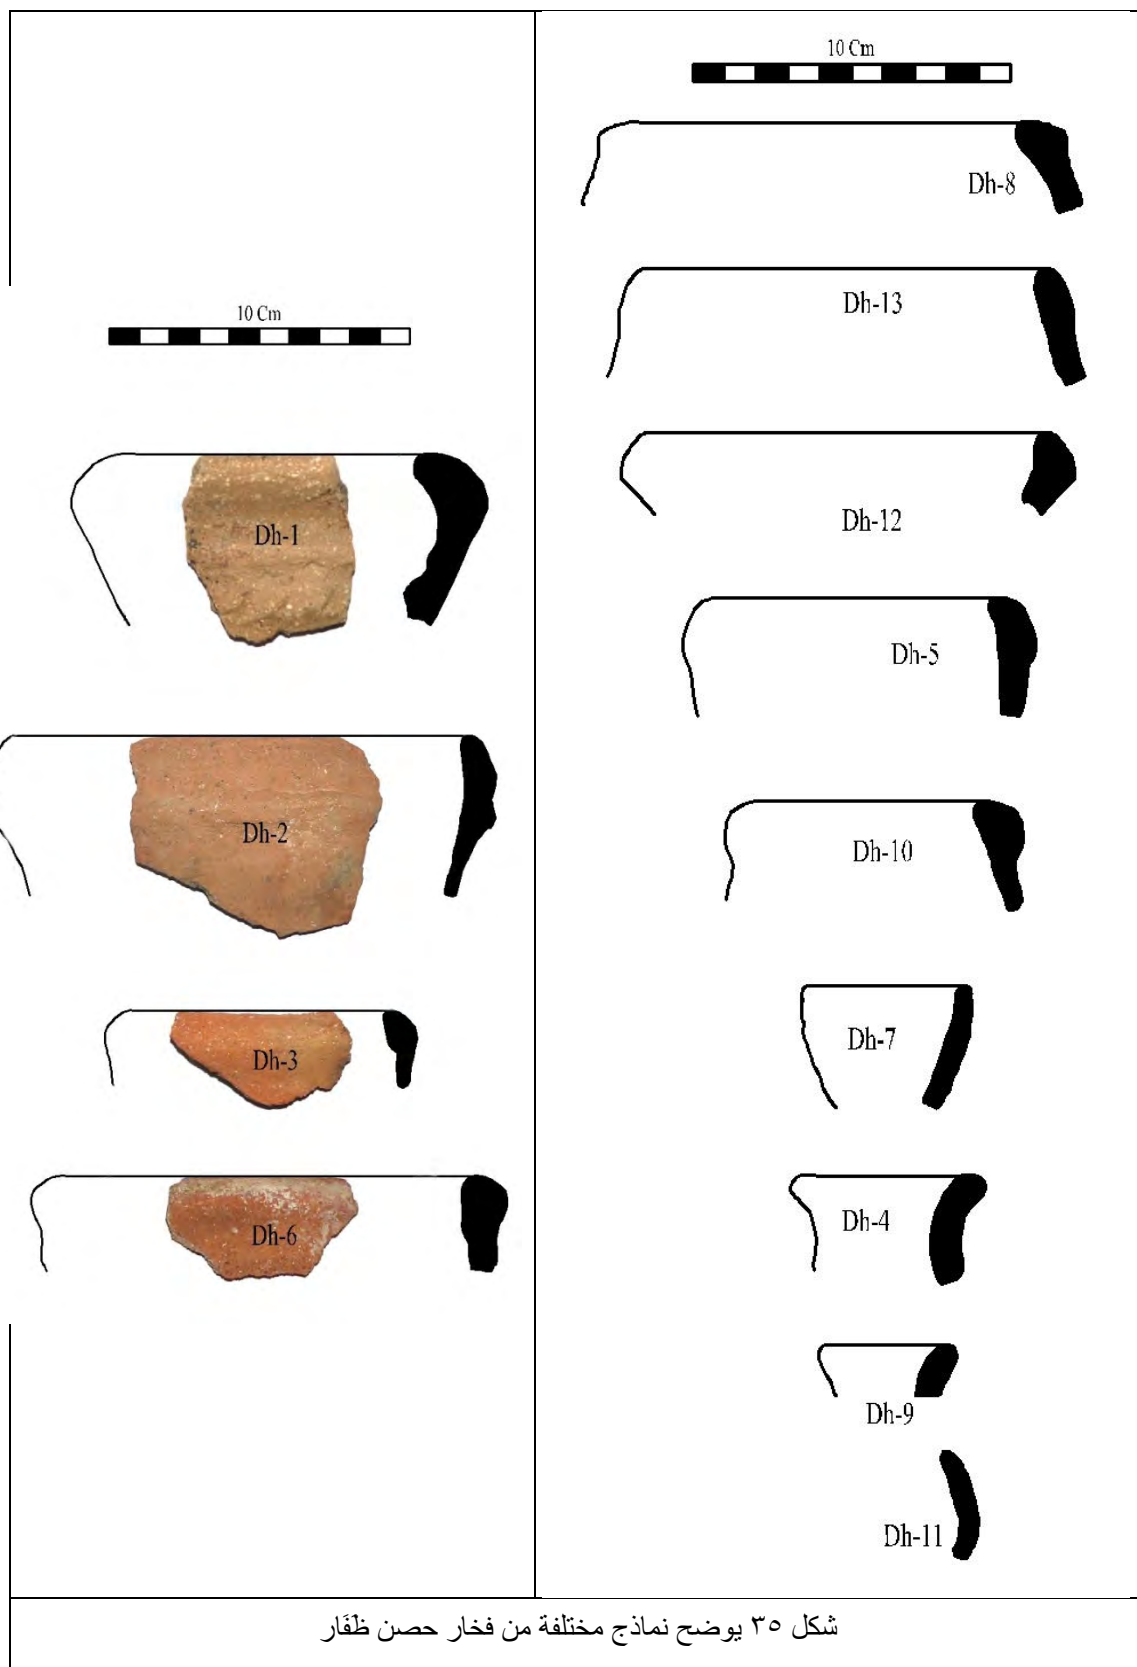 10 Cm
Dh-8
Dh-13
Dh-12
Dh-5
Dh-10
Dh-7
Dh-4
Dh-9
Dh-11
10 Cm
Dh-1
Dh-2
Dh-3
Dh-6
شكل ٣٥ يوضح نماذج مختلفة من فخار حصن ظَفَار